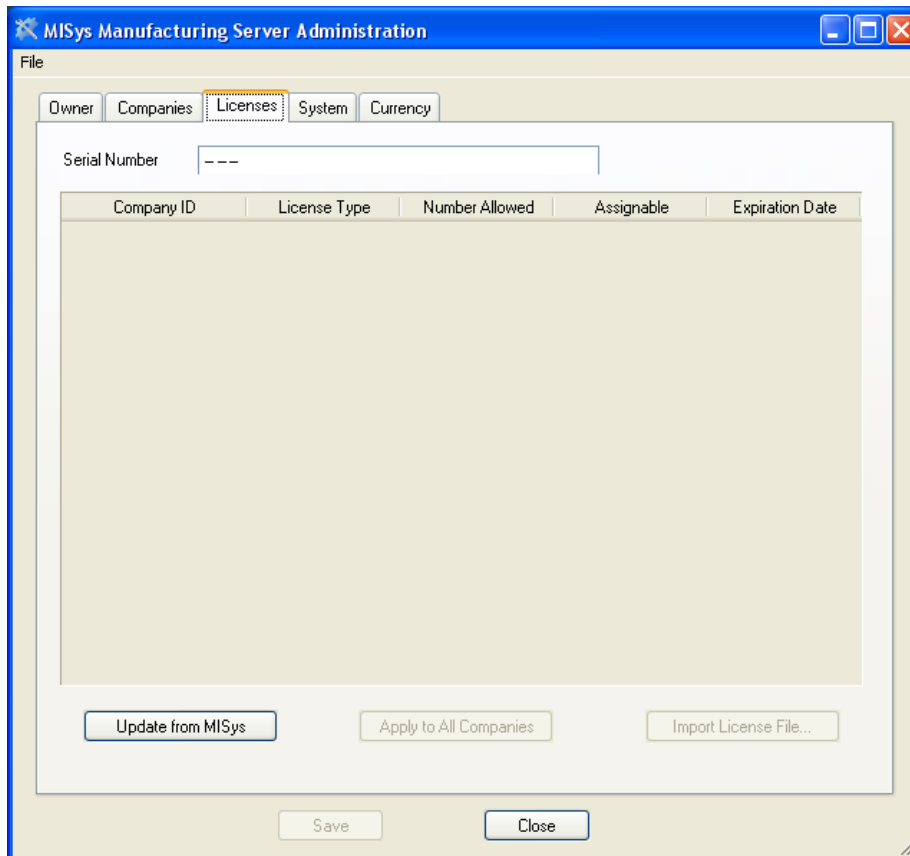 MISys Manufacturing Server Administration
File
Owner Companies Licenses System Currency
Serial Number _ _ _
Company ID License Type Number Allowed Assignable Expiration Date
Update from MISys Apply to All Companies Import License File...
Save Close